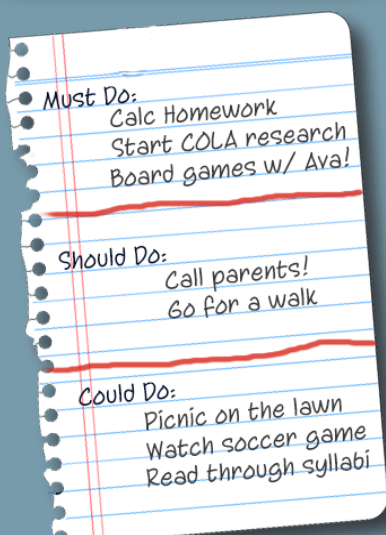 Must Do:
Calc Homework
Start COLA research
Board games w/ Ava!
Should Do:
Call parents!
Go for a walk
Could Do:
Picnic on the lawn
Watch soccer game
Read through syllabi